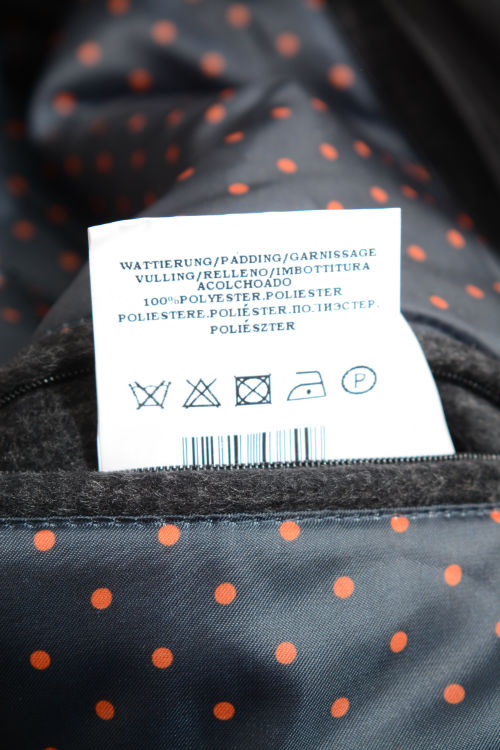 WATTIERUNG/PADDING/GARNISSAGE
VULLING/RELLENO/IMBOTTITURA
ACOLCHOADO
100%POLYESTER.POLIESTER
POLIESTERE.POLIÉSTER.ПОЛИЭСТЕР.
POLIÉSZTER
P